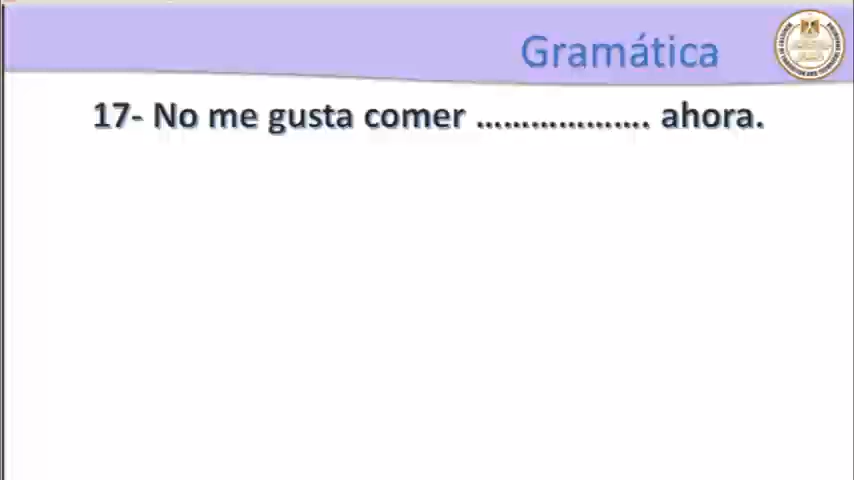 Gramática
17- No me gusta comer ................... ahora.